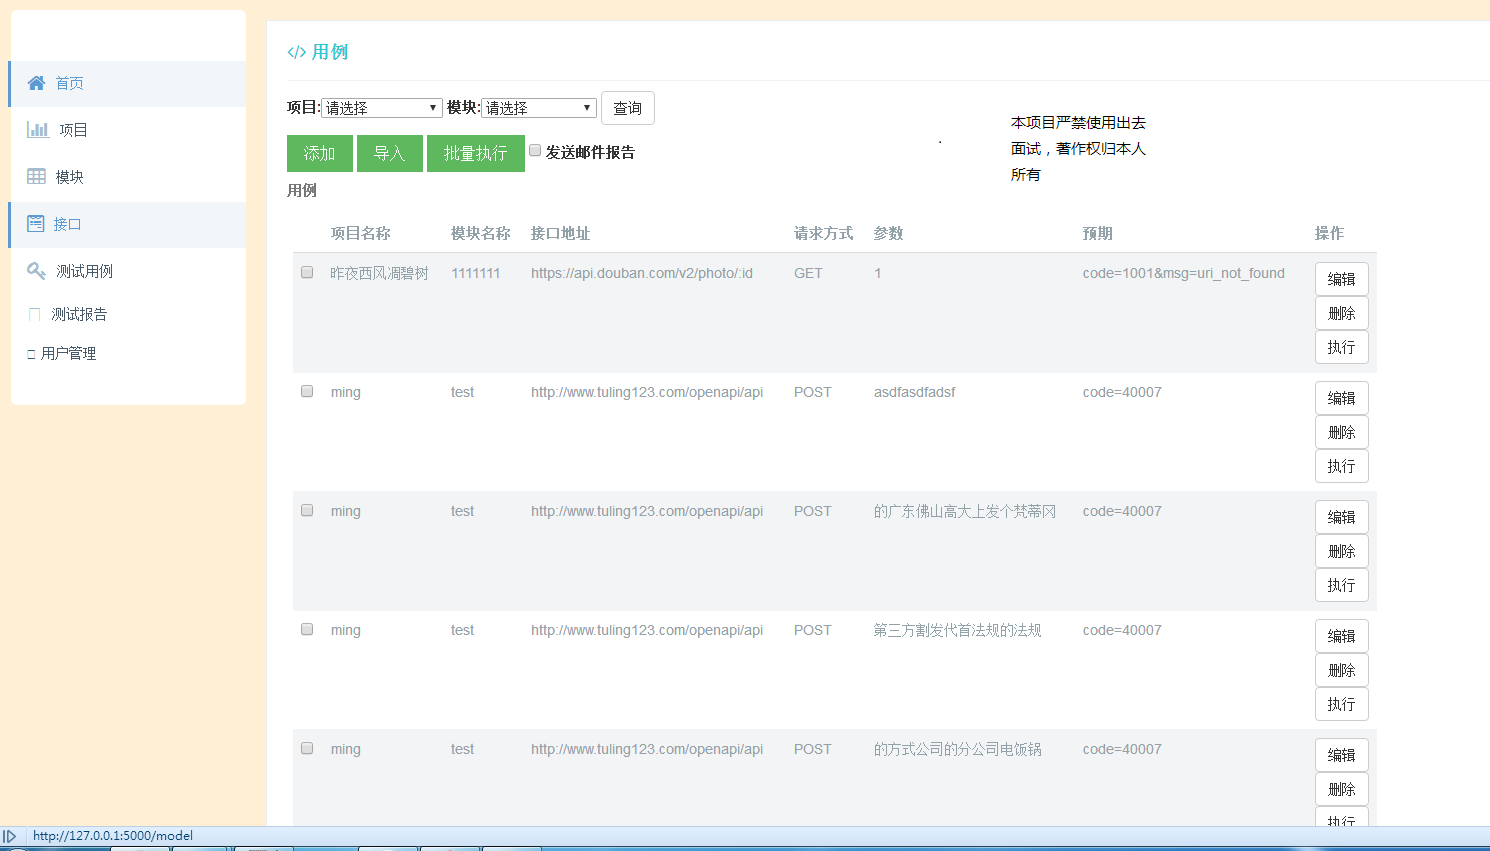 首页
项目
模块
接口
测试用例
测试报告
用户管理
</> 用例
项目: 请选择 模块: 请选择 查询
添加 导入 批量执行 发送邮件报告
本项目严禁使用出去
面试，著作权归本人
所有
用例
项目名称 模块名称 接口地址 请求方式 参数 预期 操作
昨夜西风凋碧树 1111111 https://api.douban.com/v2/photo/:id GET 1 code=1001&msg=uri_not_found 编辑
删除
执行
ming test http://www.tuling123.com/openapi/api POST asdfasdfadsf code=40007 编辑
删除
执行
ming test http://www.tuling123.com/openapi/api POST 的广东佛山高大上发个梵蒂冈 code=40007 编辑
删除
执行
ming test http://www.tuling123.com/openapi/api POST 第三方割发代首法规的法规 code=40007 编辑
删除
执行
ming test http://www.tuling123.com/openapi/api POST 的方式公司的分公司电饭锅 code=40007 编辑
删除
执行
http://127.0.0.1:5000/model